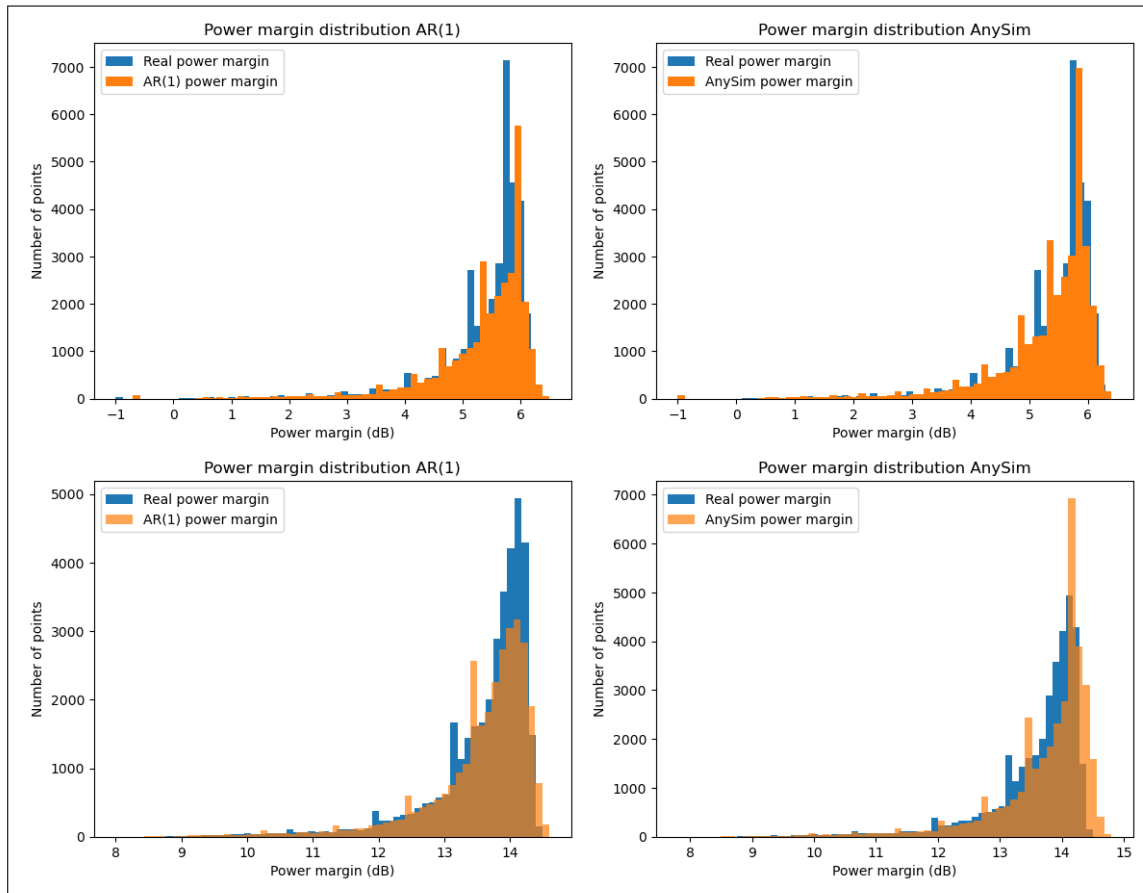 Power margin distribution AR(1)
Real power margin
AR(1) power margin
Number of points
7000
6000
5000
4000
3000
2000
1000
0
−1 0 1 2 3 4 5 6
Power margin (dB)
Power margin distribution AnySim
Real power margin
AnySim power margin
Number of points
7000
6000
5000
4000
3000
2000
1000
0
−1 0 1 2 3 4 5 6
Power margin (dB)
Power margin distribution AR(1)
Real power margin
AR(1) power margin
Number of points
5000
4000
3000
2000
1000
0
8 9 10 11 12 13 14
Power margin (dB)
Power margin distribution AnySim
Real power margin
AnySim power margin
Number of points
7000
6000
5000
4000
3000
2000
1000
0
8 9 10 11 12 13 14 15
Power margin (dB)